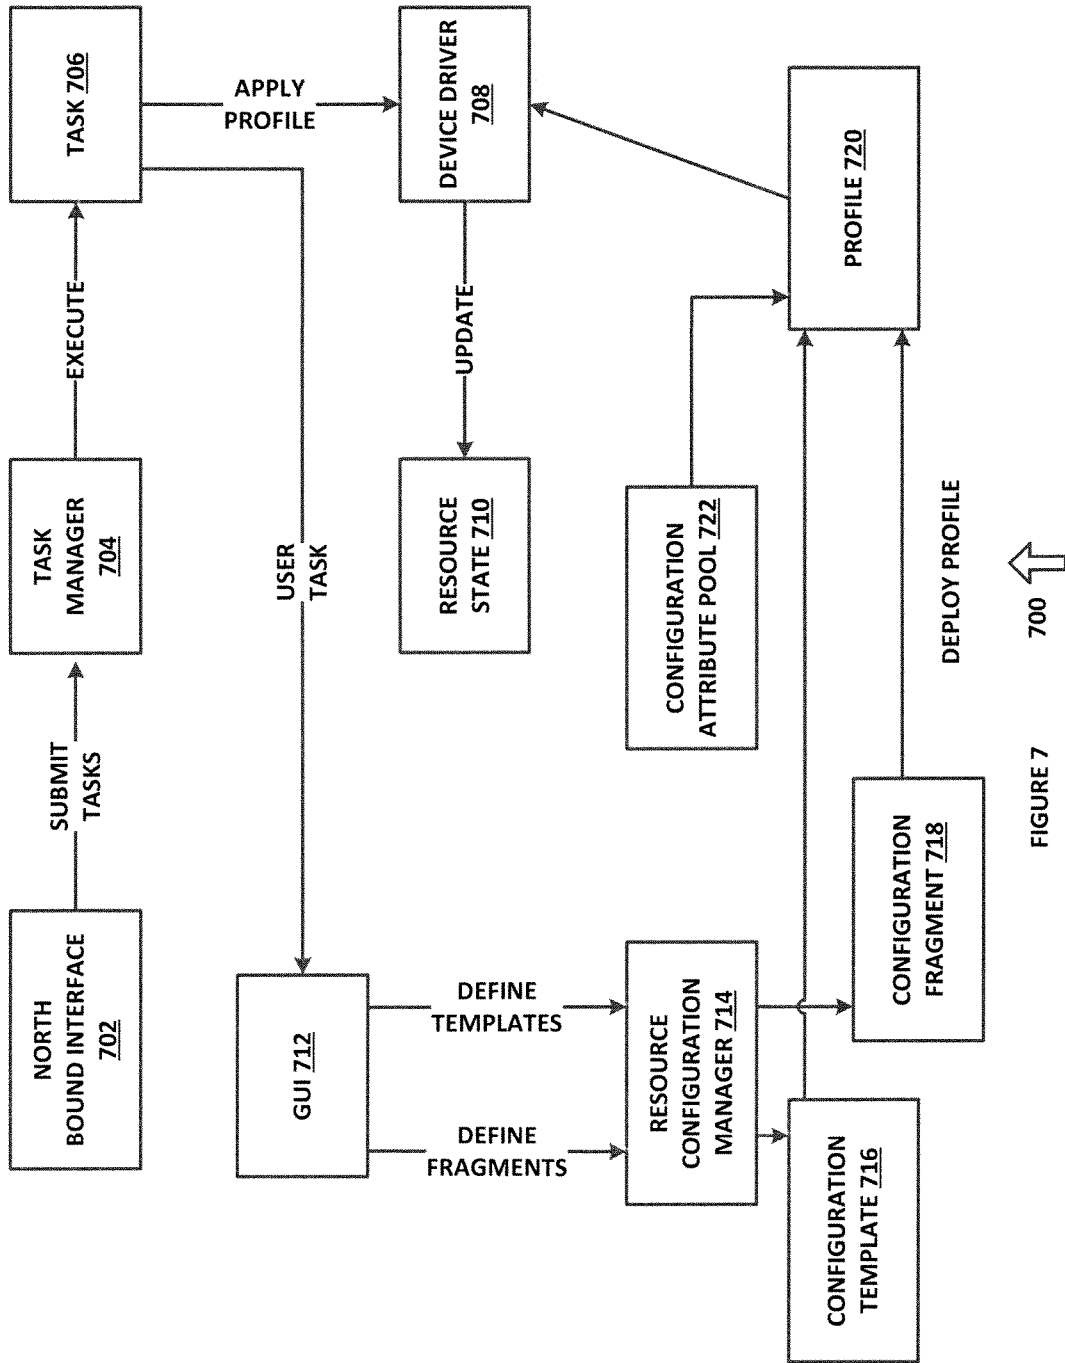 NORTH
BOUND INTERFACE
702
SUBMIT
TASKS
TASK
MANAGER
704
EXECUTE
TASK 706
USER
TASK
APPLY
PROFILE
GUI 712
DEVICE DRIVER
708
UPDATE
RESOURCE
STATE 710
DEFINE
FRAGMENTS
DEFINE
TEMPLATES
RESOURCE
CONFIGURATION
MANAGER 714
CONFIGURATION
ATTRIBUTE POOL 722
CONFIGURATION
TEMPLATE 716
CONFIGURATION
FRAGMENT 718
PROFILE 720
DEPLOY PROFILE
FIGURE 7
700